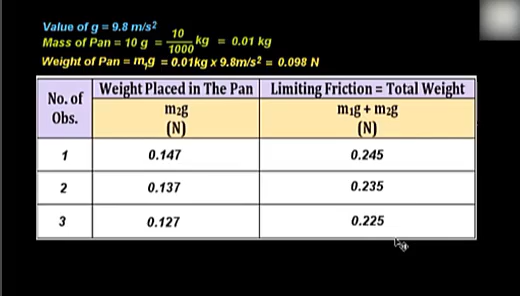 Value of g = 9.8 m/s²
Mass of Pan = 10 g = 10/1000 kg = 0.01 kg
Weight of Pan = m₁g = 0.01kg x 9.8m/s² = 0.098 N
No. of Obs. Weight Placed in The Pan Limiting Friction = Total Weight
m₂g (N) m₁g + m₂g (N)
1 0.147 0.245
2 0.137 0.235
3 0.127 0.225